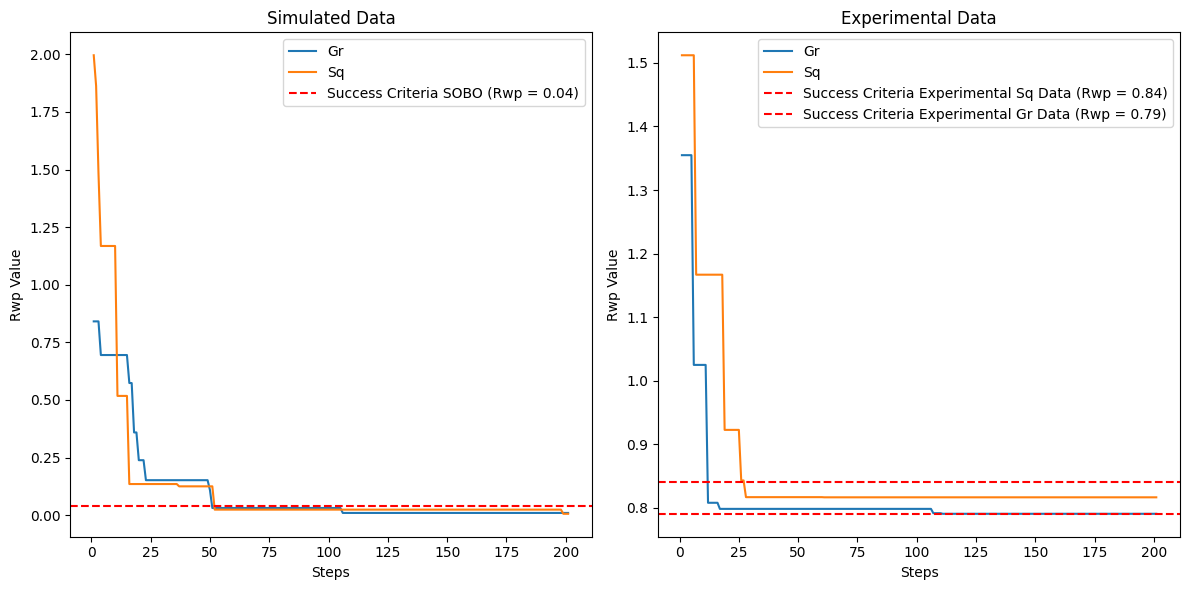 Simulated Data
Gr
Sq
Success Criteria SOBO (Rwp = 0.04)
Rwp Value
2.00
1.75
1.50
1.25
1.00
0.75
0.50
0.25
0.00
0 25 50 75 100 125 150 175 200
Steps
Experimental Data
Gr
Sq
Success Criteria Experimental Sq Data (Rwp = 0.84)
Success Criteria Experimental Gr Data (Rwp = 0.79)
Rwp Value
1.5
1.4
1.3
1.2
1.1
1.0
0.9
0.8
0 25 50 75 100 125 150 175 200
Steps